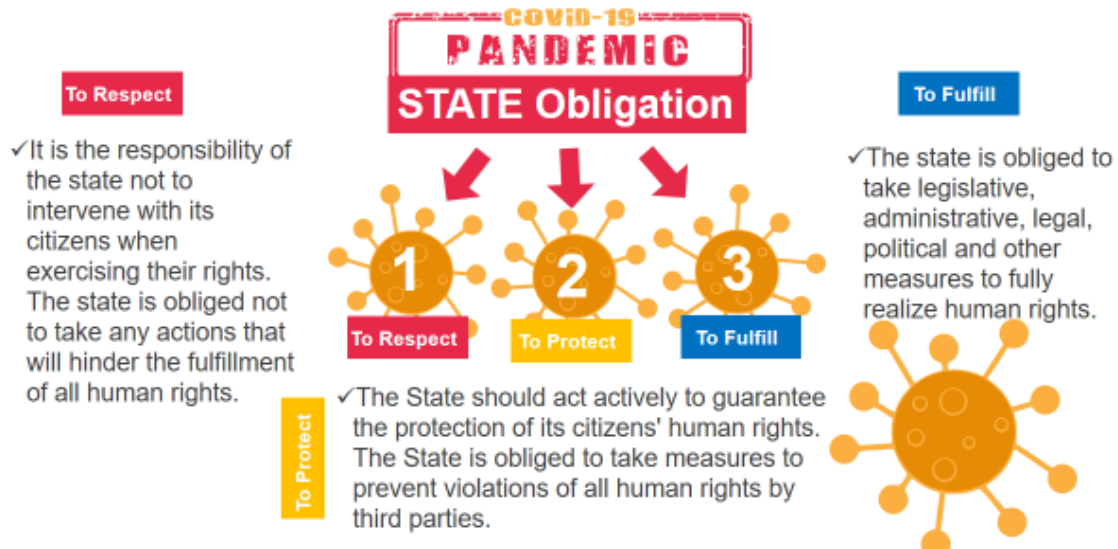 COViD-19
PANDEMIC
STATE Obligation
To Respect
✓It is the responsibility of
the state not to
intervene with its
citizens when
exercising their rights.
The state is obliged not
to take any actions that
will hinder the fulfillment
of all human rights.
1
2
3
To Respect
To Protect
To Fulfill
To Protect
✓The State should act actively to guarantee
the protection of its citizens' human rights.
The State is obliged to take measures to
prevent violations of all human rights by
third parties.
To Fulfill
✓The state is obliged to
take legislative,
administrative, legal,
political and other
measures to fully
realize human rights.